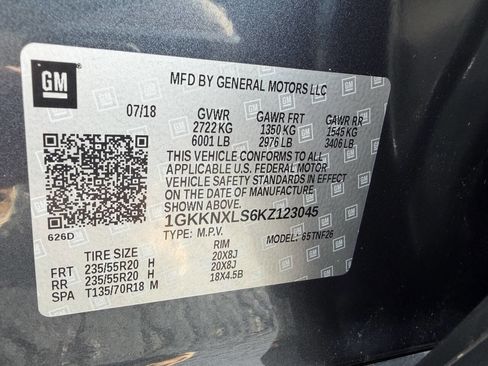 GM
MFD BY GENERAL MOTORS LLC
07/18 GVWR GAWR FRT GAWR RR
2722 KG 1350 KG 1545 KG
6001 LB 2976 LB 3406 LB
THIS VEHICLE CONFORMS TO ALL
APPLICABLE U.S. FEDERAL MOTOR
VEHICLE SAFETY STANDARDS IN EFFECT
ON THE DATE OF MANUFACTURE
SHOWN ABOVE.
1GKKNXLS6KZ123045
626D TYPE: M.P.V. 65TNF26
TIRE SIZE RIM
FRT 235/55R20 H 20X8J
RR 235/55R20 H 20X8J
SPA T135/70R18 M 18X4.5B